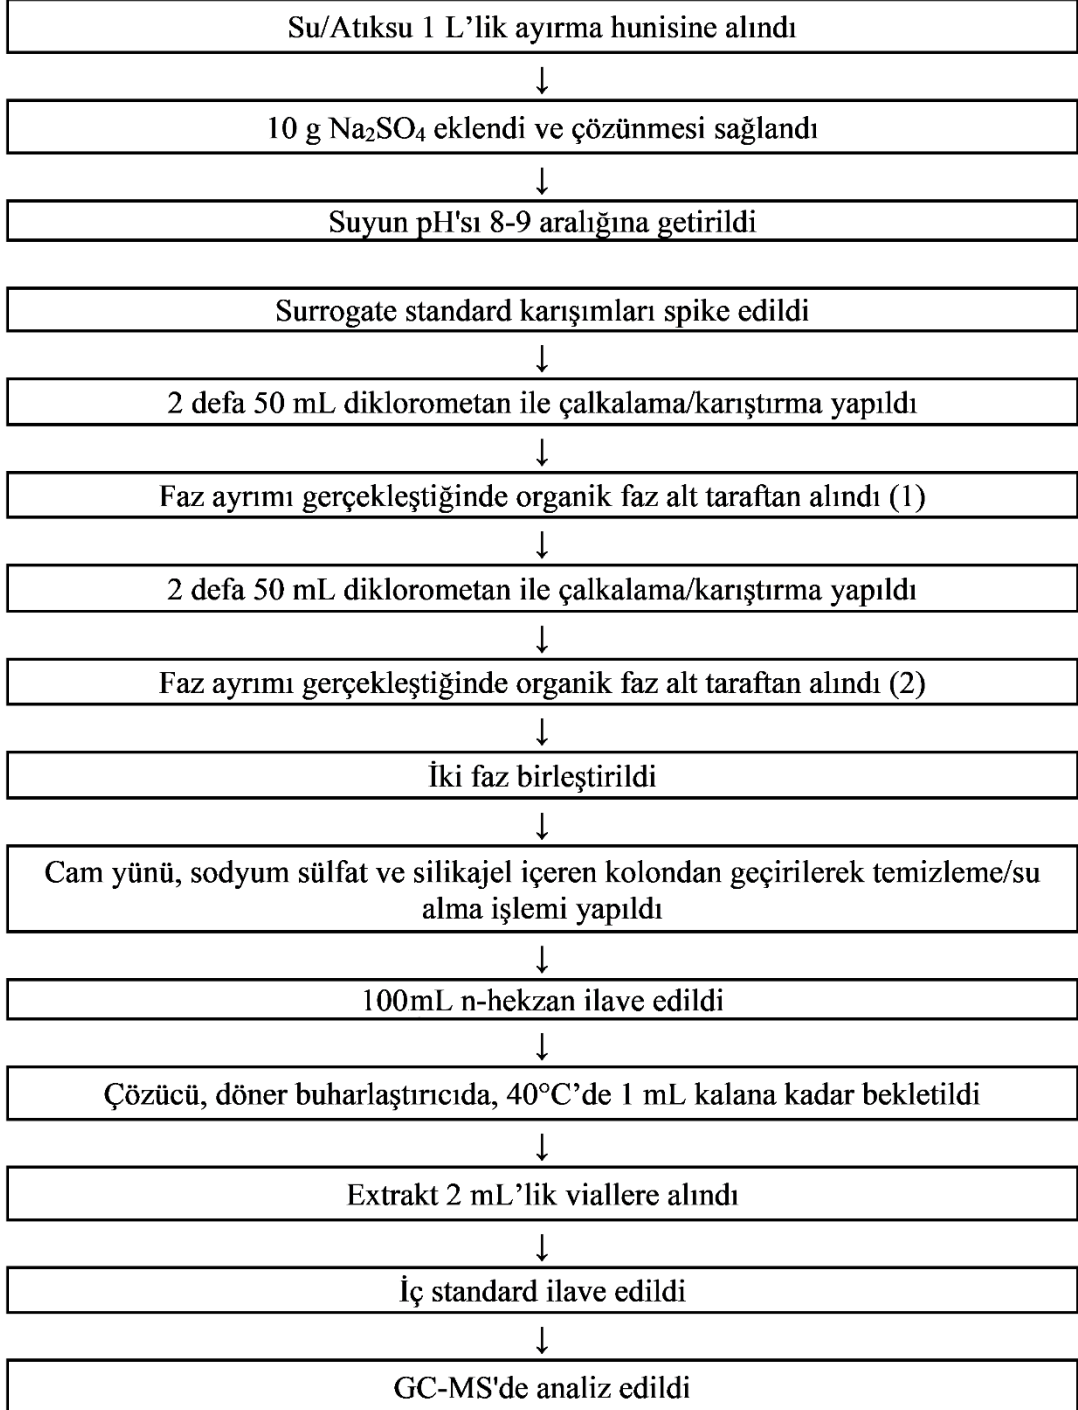 Su/Atıksu 1 L’lik ayırma hunisine alındı
↓
10 g Na₂SO₄ eklendi ve çözünmesi sağlandı
↓
Suyun pH'sı 8-9 aralığına getirildi
Surrogate standard karışımları spike edildi
↓
2 defa 50 mL diklorometan ile çalkalama/karıştırma yapıldı
↓
Faz ayrımı gerçekleştiğinde organik faz alt taraftan alındı (1)
↓
2 defa 50 mL diklorometan ile çalkalama/karıştırma yapıldı
↓
Faz ayrımı gerçekleştiğinde organik faz alt taraftan alındı (2)
↓
İki faz birleştirildi
↓
Cam yünü, sodyum sülfat ve silikajel içeren kolondan geçirilerek temizleme/su
alma işlemi yapıldı
↓
100mL n-hekzan ilave edildi
↓
Çözücü, döner buharlaştırıcıda, 40°C’de 1 mL kalana kadar bekletildi
↓
Extrakt 2 mL’lik viallere alındı
↓
İç standard ilave edildi
↓
GC-MS'de analiz edildi